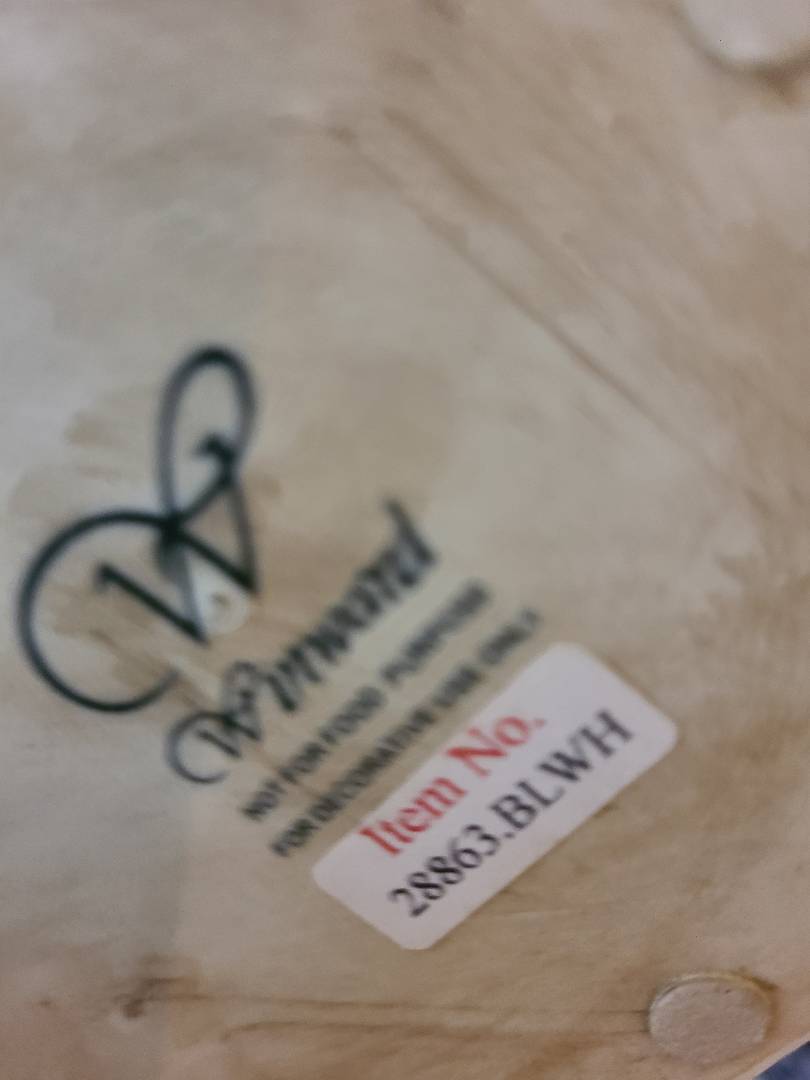 W
Winward
NOT FOR FOOD PURPOSE
FOR DECORATIVE USE ONLY
Item No.
28863.BLWH